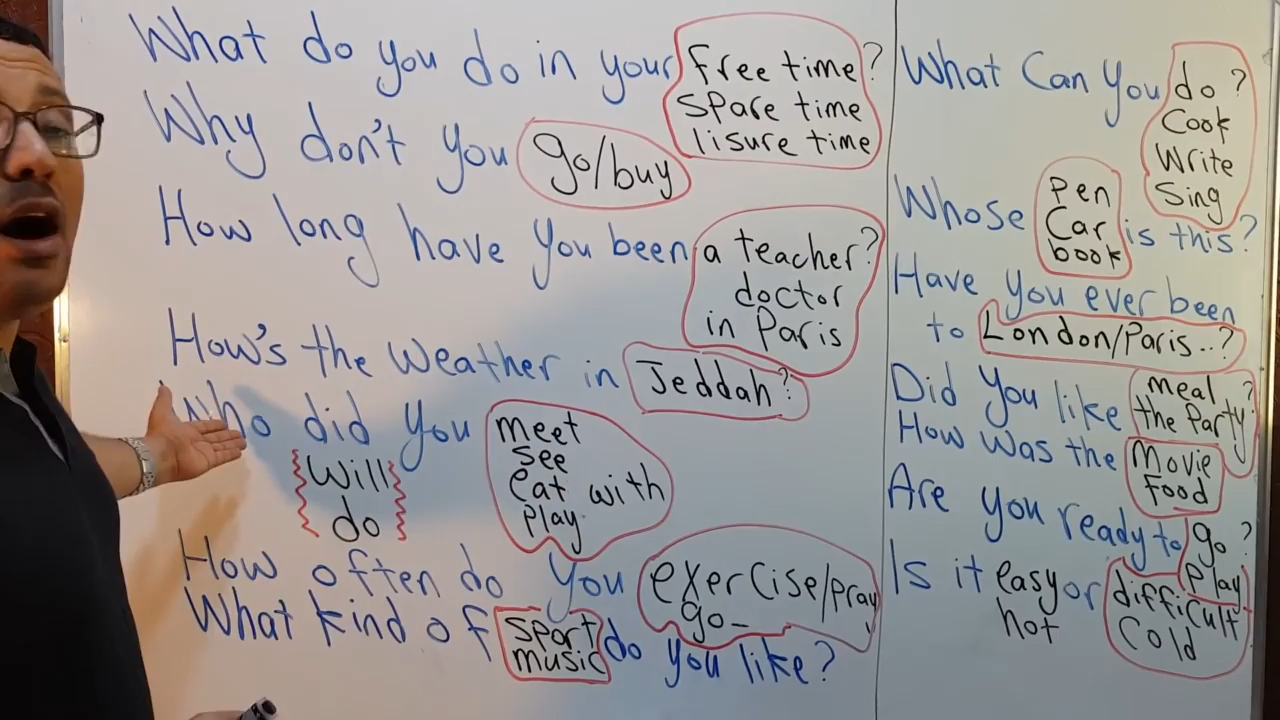 What do you do in your free time?
spare time
lisure time
Why don't you go/buy
How long have you been a teacher?
doctor
in Paris
How's the weather in Jeddah?
Who did you meet
see
Will
eat with
do
play
How often do you exercise/pray
go
What kind of sport do you like?
music
What Can You do?
Cook
Write
Sing
Whose pen is this?
Car
book
Have you ever been
to London/Paris..?
Did You like meal?
the Party
How was the Movie
food
Are you ready to go?
play
Is it easy or difficult
hot
Cold